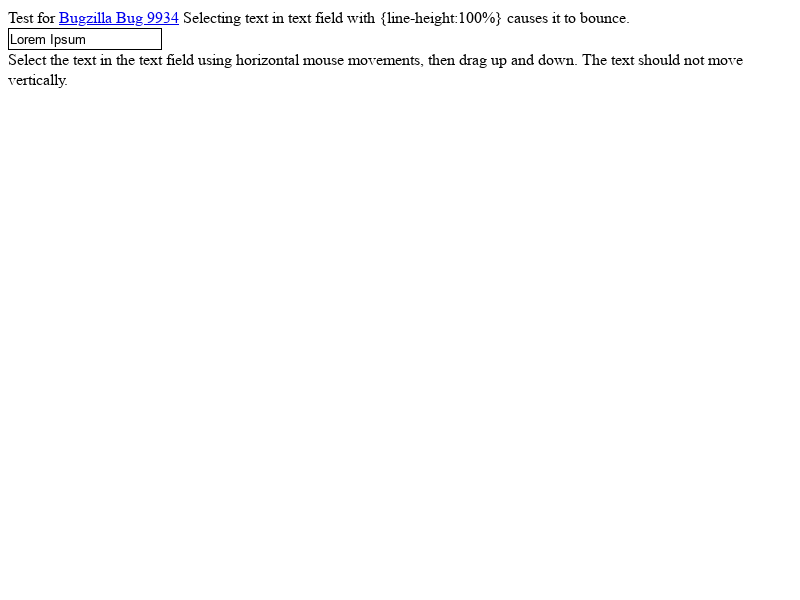 Test for Bugzilla Bug 9934 Selecting text in text field with {line-height:100%} causes it to bounce.
Lorem Ipsum
Select the text in the text field using horizontal mouse movements, then drag up and down. The text should not move
vertically.